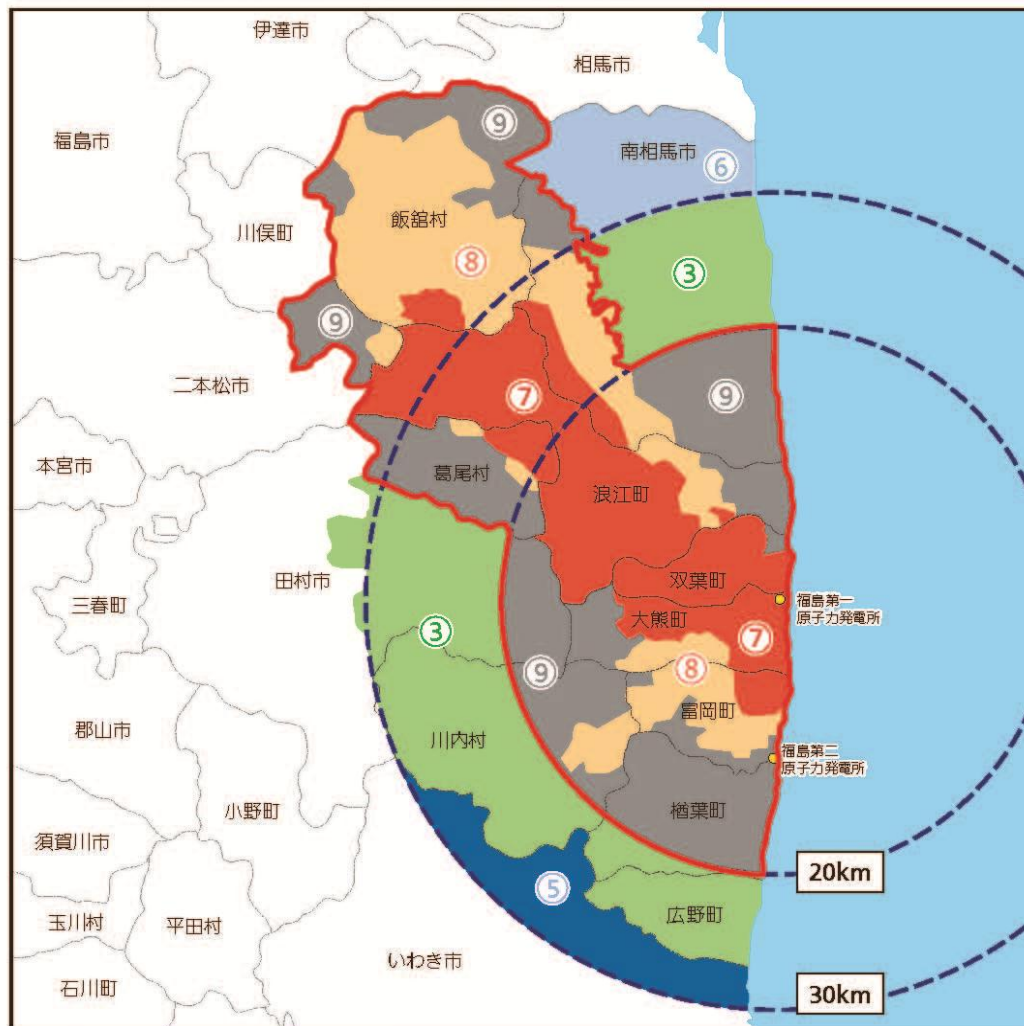 伊達市
相馬市
福島市
⑨
南相馬市
⑥
飯舘村
川俣町
⑧
③
⑨
二本松市
⑦
⑨
本宮市
葛尾村
浪江町
田村市
双葉町
三春町
大熊町
福島第一
原子力発電所
③
⑦
⑨
⑧
富岡町
郡山市
川内村
福島第二
原子力発電所
小野町
楢葉町
須賀川市
20km
⑤
玉川村
平田村
広野町
いわき市
石川町
30km